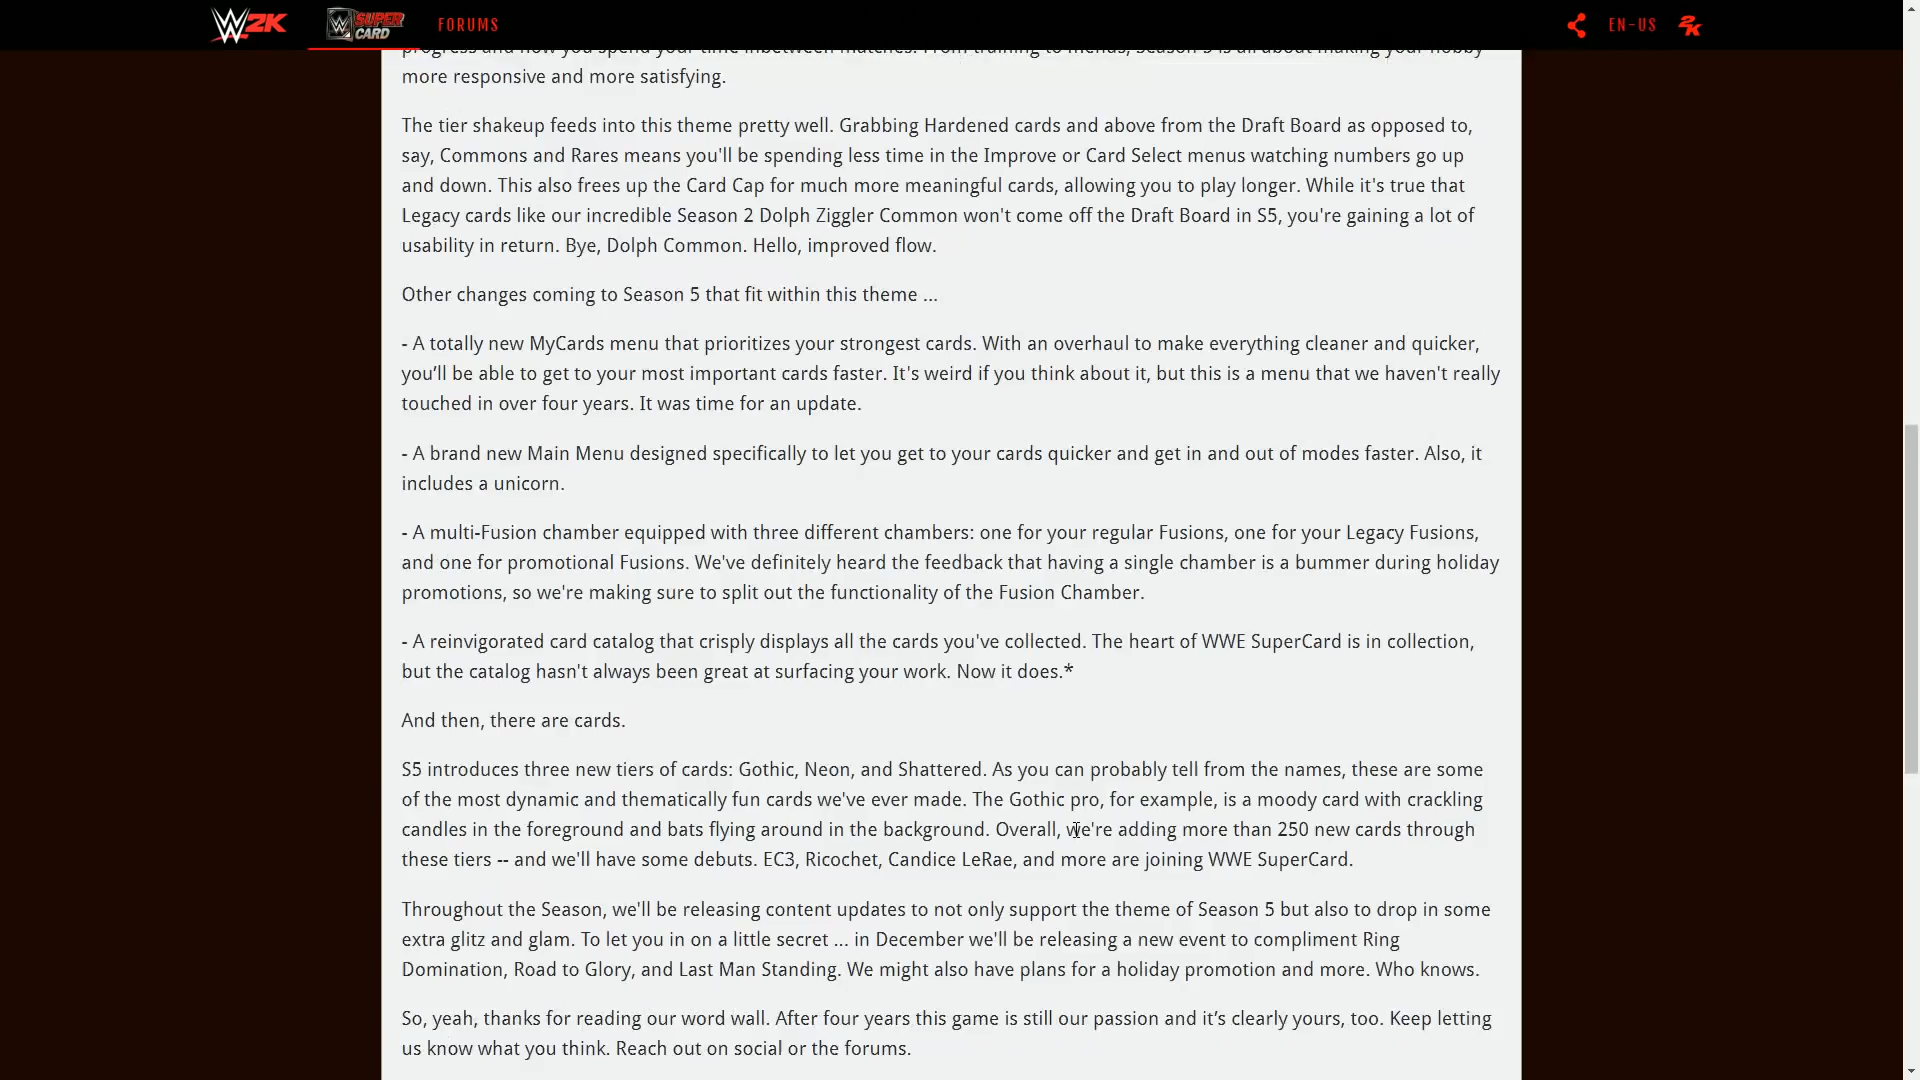 W2K
W SUPER CARD
FORUMS
EN-US
2K
progress and how you spend your time inbetween matches. From training to menus, Season 5 is all about making your hobby
more responsive and more satisfying.
The tier shakeup feeds into this theme pretty well. Grabbing Hardened cards and above from the Draft Board as opposed to,
say, Commons and Rares means you'll be spending less time in the Improve or Card Select menus watching numbers go up
and down. This also frees up the Card Cap for much more meaningful cards, allowing you to play longer. While it's true that
Legacy cards like our incredible Season 2 Dolph Ziggler Common won't come off the Draft Board in S5, you're gaining a lot of
usability in return. Bye, Dolph Common. Hello, improved flow.
Other changes coming to Season 5 that fit within this theme ...
- A totally new MyCards menu that prioritizes your strongest cards. With an overhaul to make everything cleaner and quicker,
you’ll be able to get to your most important cards faster. It's weird if you think about it, but this is a menu that we haven't really
touched in over four years. It was time for an update.
- A brand new Main Menu designed specifically to let you get to your cards quicker and get in and out of modes faster. Also, it
includes a unicorn.
- A multi-Fusion chamber equipped with three different chambers: one for your regular Fusions, one for your Legacy Fusions,
and one for promotional Fusions. We've definitely heard the feedback that having a single chamber is a bummer during holiday
promotions, so we're making sure to split out the functionality of the Fusion Chamber.
- A reinvigorated card catalog that crisply displays all the cards you've collected. The heart of WWE SuperCard is in collection,
but the catalog hasn't always been great at surfacing your work. Now it does.*
And then, there are cards.
S5 introduces three new tiers of cards: Gothic, Neon, and Shattered. As you can probably tell from the names, these are some
of the most dynamic and thematically fun cards we've ever made. The Gothic pro, for example, is a moody card with crackling
candles in the foreground and bats flying around in the background. Overall, we're adding more than 250 new cards through
these tiers -- and we'll have some debuts. EC3, Ricochet, Candice LeRae, and more are joining WWE SuperCard.
Throughout the Season, we'll be releasing content updates to not only support the theme of Season 5 but also to drop in some
extra glitz and glam. To let you in on a little secret ... in December we'll be releasing a new event to compliment Ring
Domination, Road to Glory, and Last Man Standing. We might also have plans for a holiday promotion and more. Who knows.
So, yeah, thanks for reading our word wall. After four years this game is still our passion and it’s clearly yours, too. Keep letting
us know what you think. Reach out on social or the forums.